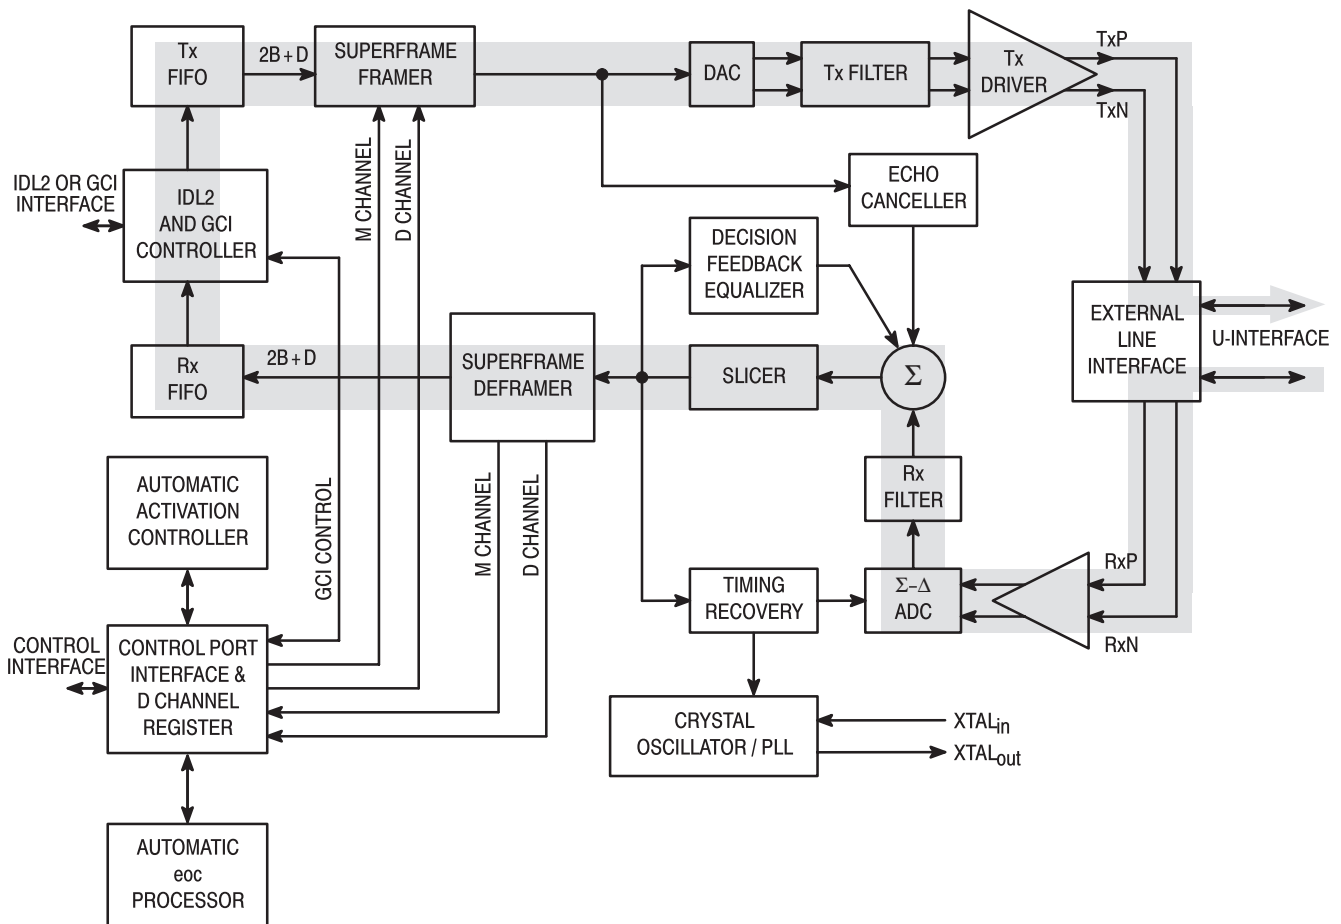 Tx
FIFO
2B+D
SUPERFRAME
FRAMER
DAC
Tx FILTER
Tx
DRIVER
TxP
TxN
M CHANNEL
D CHANNEL
IDL2 OR GCI
INTERFACE
IDL2
AND GCI
CONTROLLER
ECHO
CANCELLER
DECISION
FEEDBACK
EQUALIZER
EXTERNAL
LINE
INTERFACE
U-INTERFACE
Rx
FIFO
2B+D
SUPERFRAME
DEFRAMER
SLICER
Σ
Rx
FILTER
AUTOMATIC
ACTIVATION
CONTROLLER
GCI CONTROL
M CHANNEL
D CHANNEL
TIMING
RECOVERY
Σ–Δ
ADC
RxP
RxN
CONTROL
INTERFACE
CONTROL PORT
INTERFACE &
D CHANNEL
REGISTER
CRYSTAL
OSCILLATOR / PLL
XTALin
XTALout
AUTOMATIC
eoc
PROCESSOR